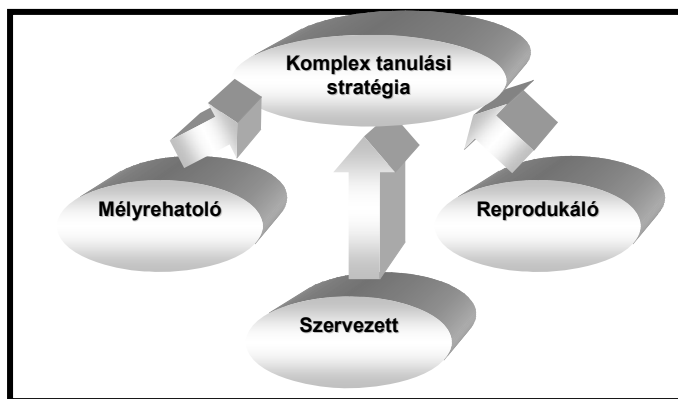 Komplex tanulási
stratégia
Mélyrehatoló
Reprodukáló
Szervezett